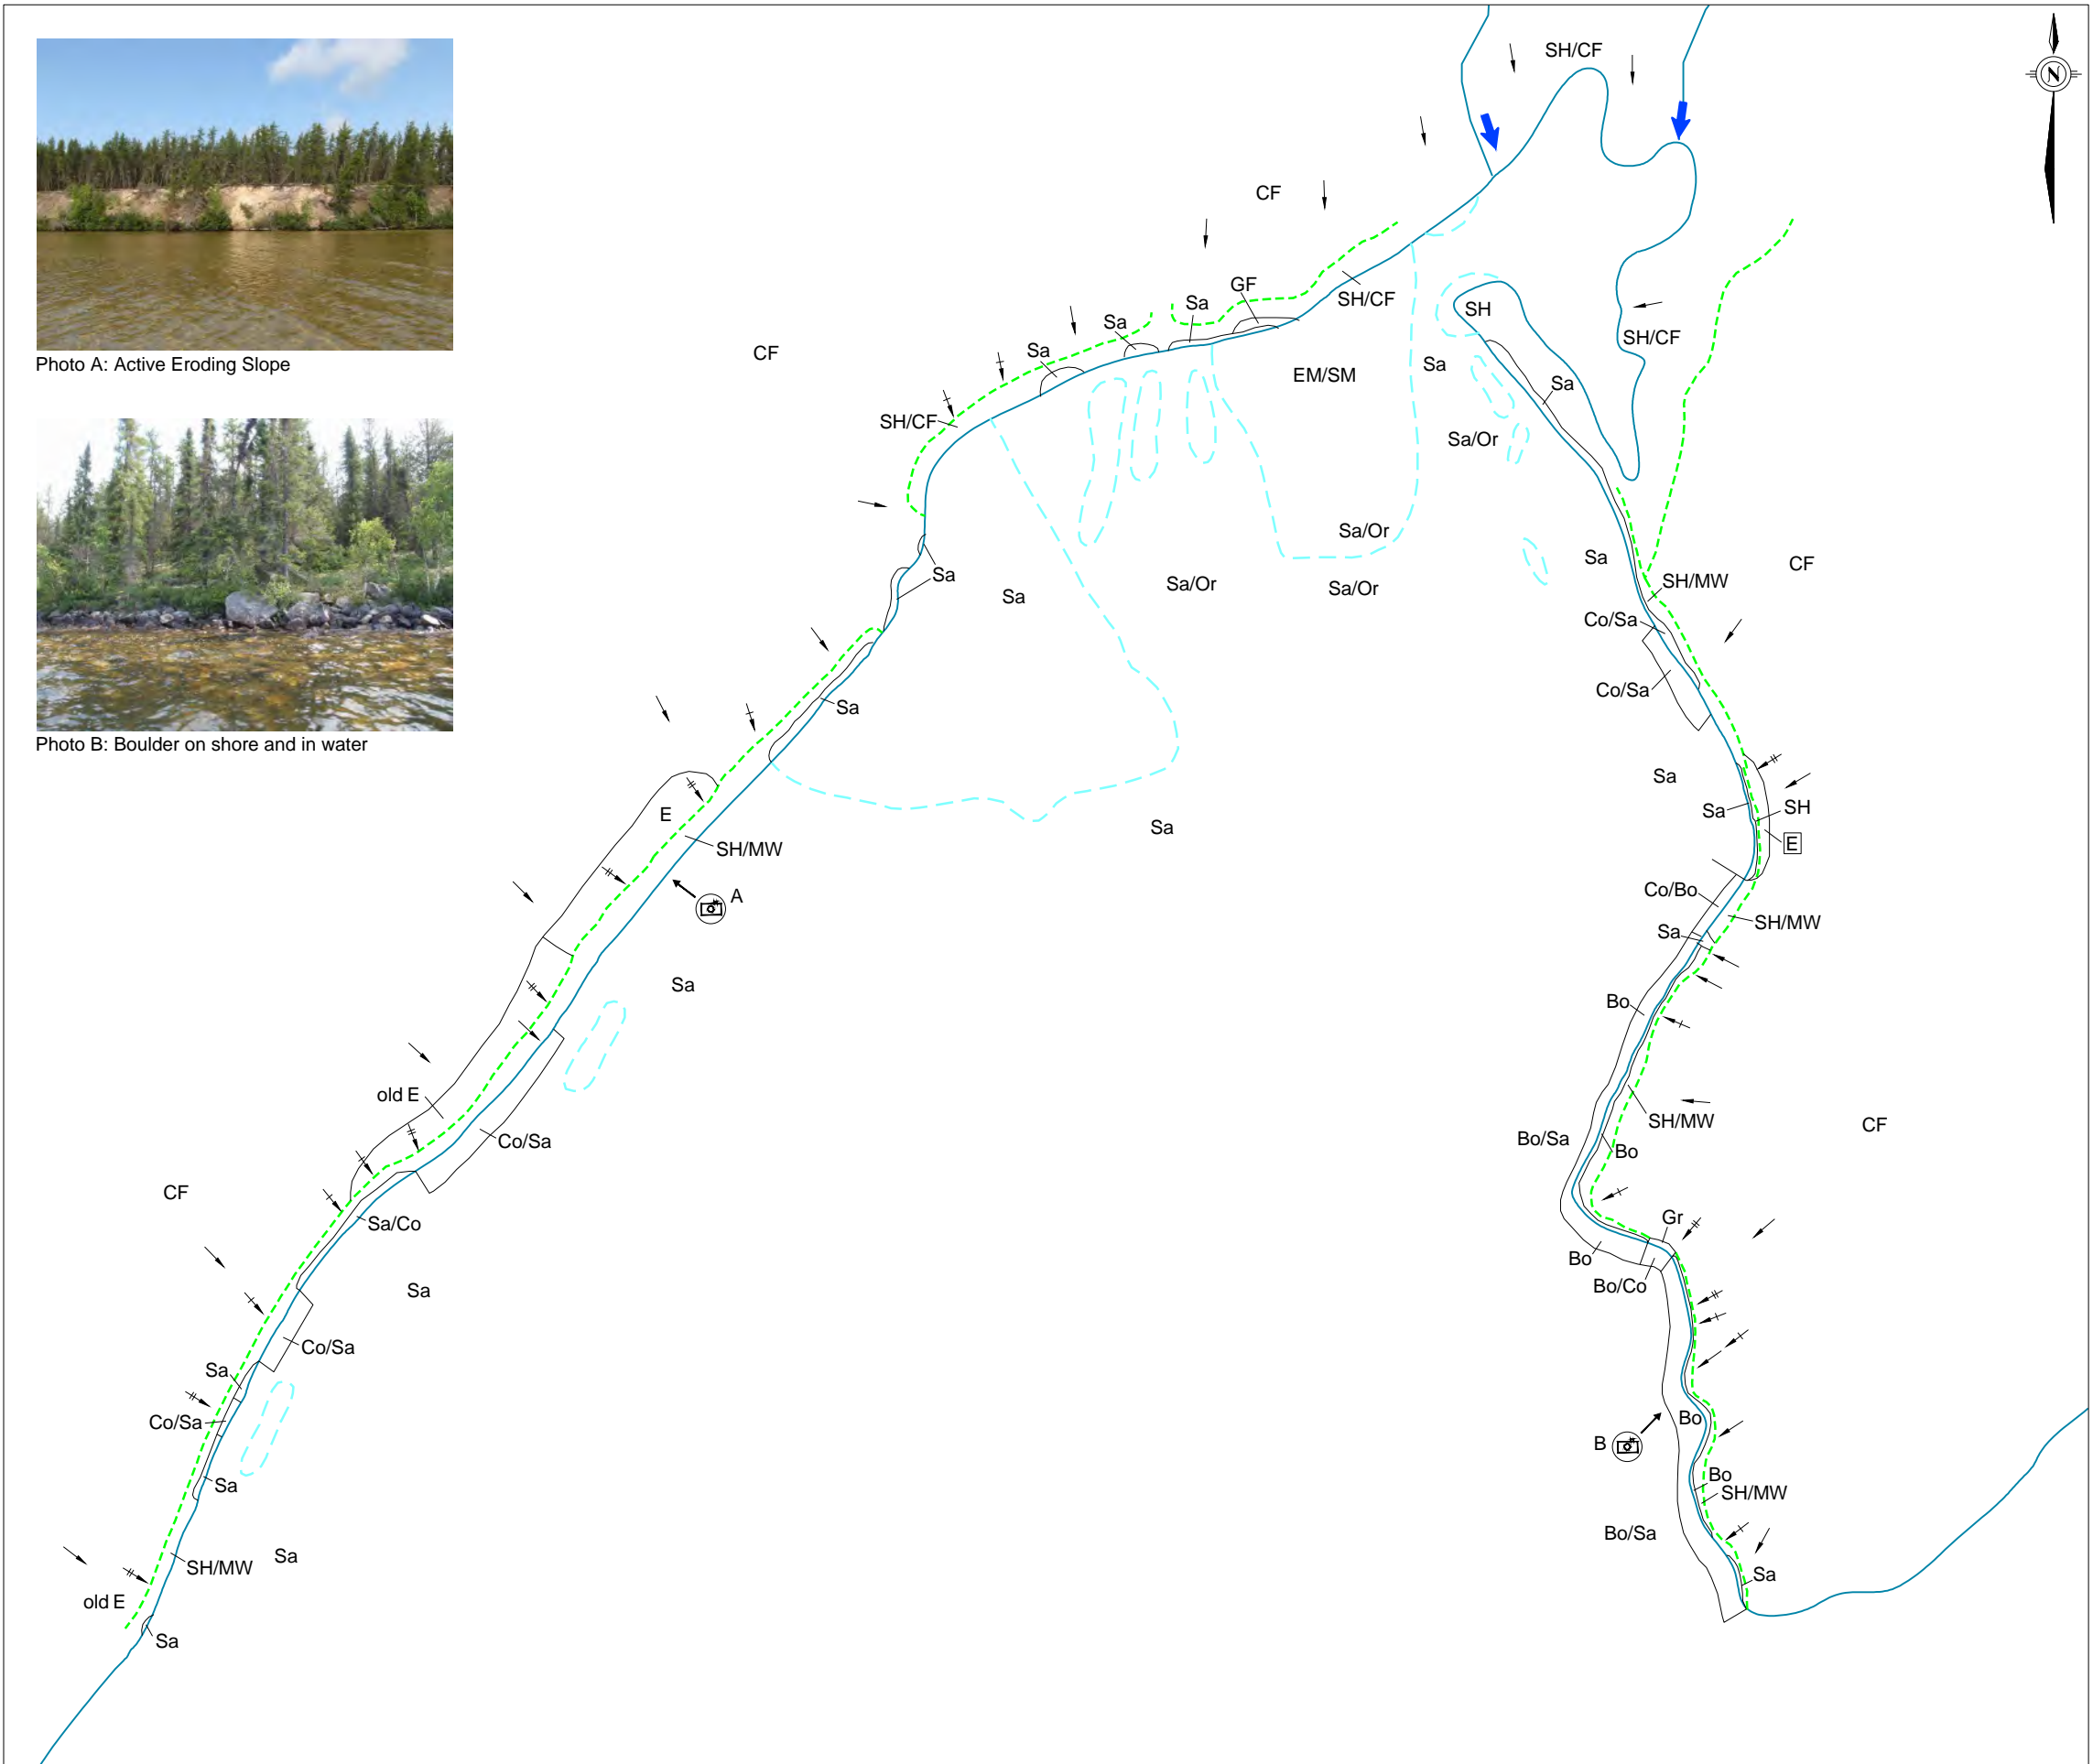 SH/CF
N
CF
GF
SH/CF
Sa
Sa
Sa
SH
SH/CF
Photo A: Active Eroding Slope
CF
EM/SM
Sa
Sa
SH/CF
Sa/Or
Sa/Or
Sa
CF
Sa
Sa
Sa/Or
Sa/Or
SH/MW
Co/Sa
Co/Sa
Sa
Photo B: Boulder on shore and in water
Sa
Sa
SH
E
Sa
E
SH/MW
A
Co/Bo
SH/MW
Sa
Sa
Bo
old E
Co/Sa
SH/MW
CF
Bo/Sa
Bo
CF
Sa/Co
Gr
Bo
Bo/Co
Sa
Co/Sa
Sa
Co/Sa
Bo
B
Sa
Bo
SH/MW
Bo/Sa
Sa
SH/MW
Sa
old E
Sa